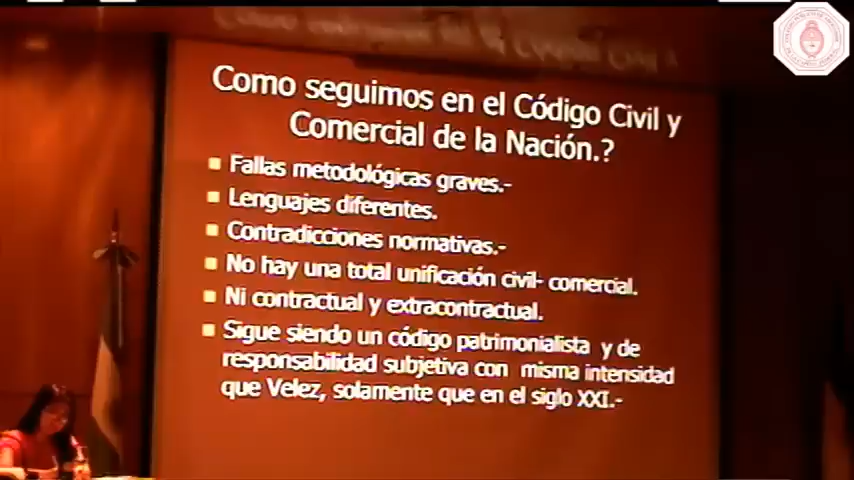 Como seguimos en el Código Civil y
Comercial de la Nación.?
Fallas metodológicas graves.-
Lenguajes diferentes.
Contradicciones normativas.-
No hay una total unificación civil- comercial.
Ni contractual y extracontractual.
Sigue siendo un código patrimonialista y de
responsabilidad subjetiva con misma intensidad
que Velez, solamente que en el siglo XXI.-